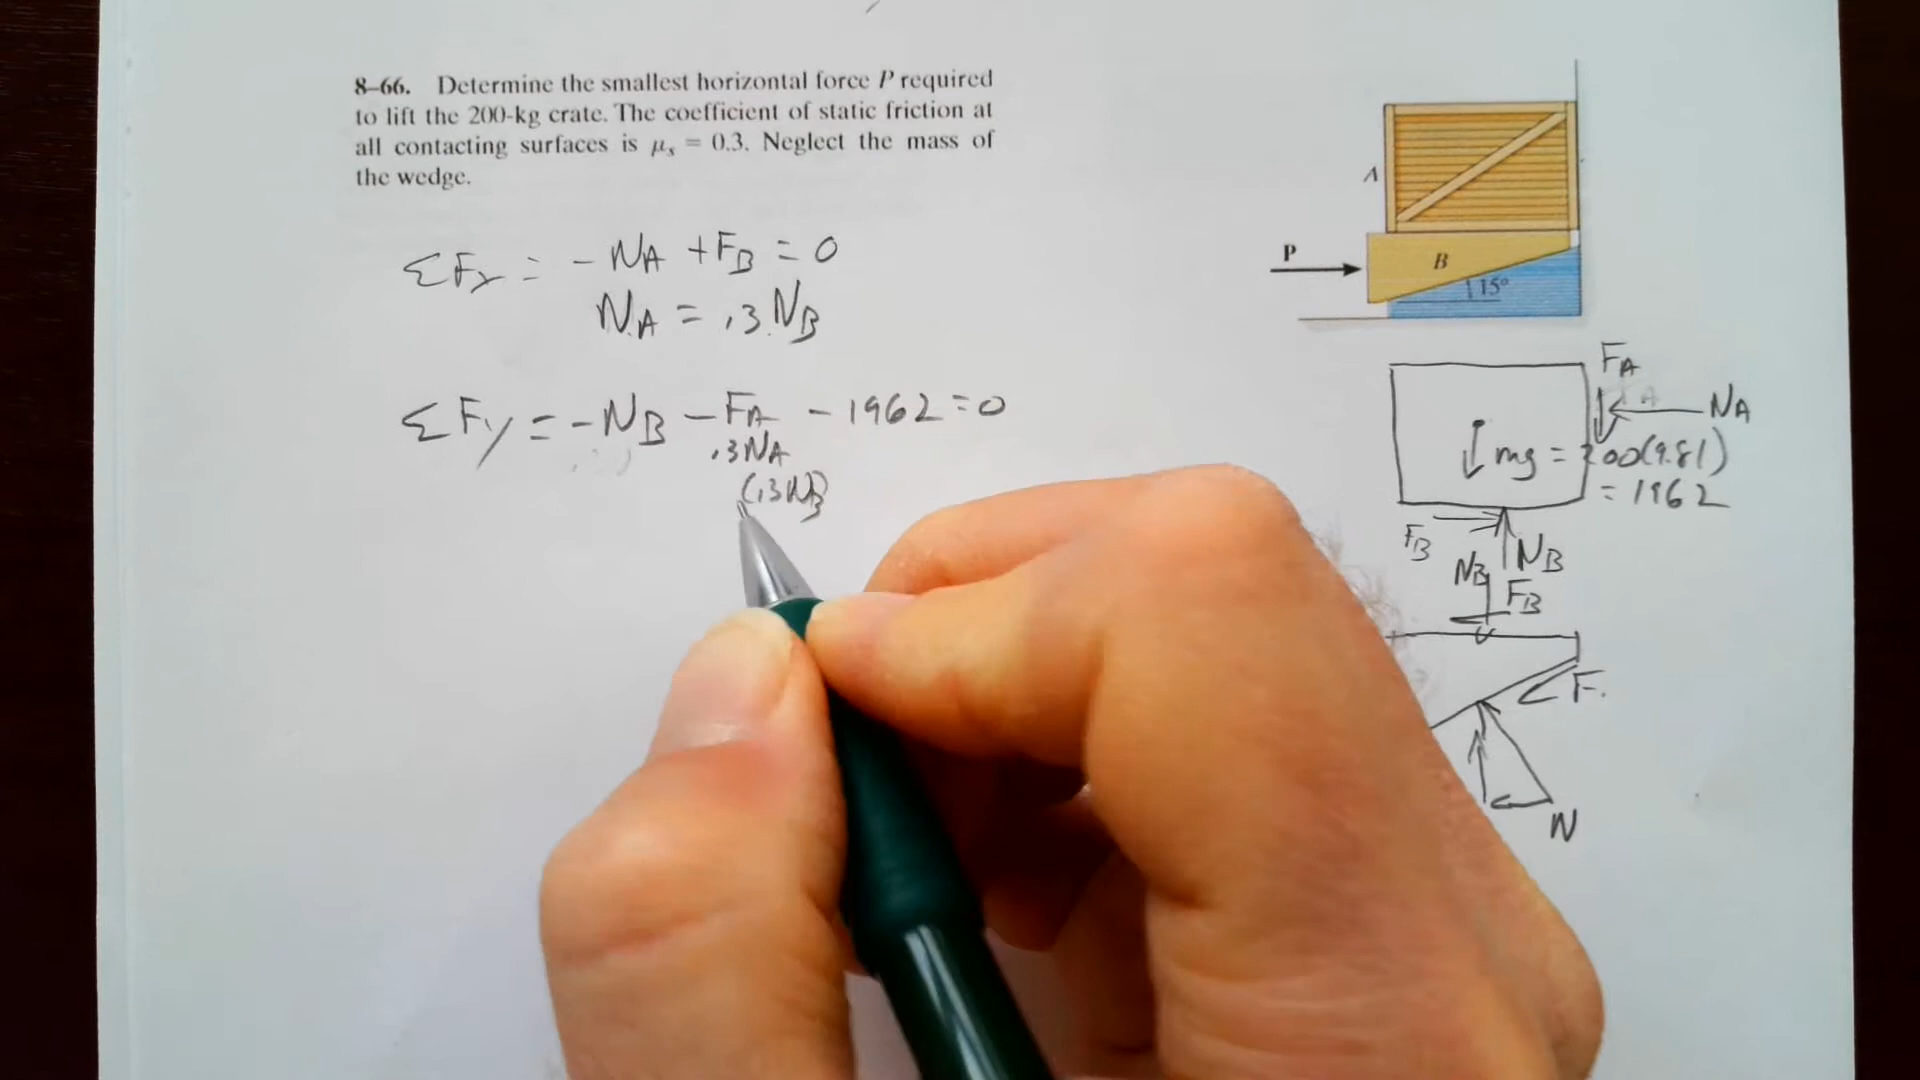 8–66. Determine the smallest horizontal force P required
to lift the 200-kg crate. The coefficient of static friction at
all contacting surfaces is μs = 0.3. Neglect the mass of
the wedge.
ΣFx = - NA + FB = 0
NA = .3 NB
ΣFy = - NB - FA - 1962 = 0
.3NA
(.3NB)
A
P
B
15°
FA
NA
mg = 200(9.81)
= 1962
FB
NB
NB
FB
F.
N